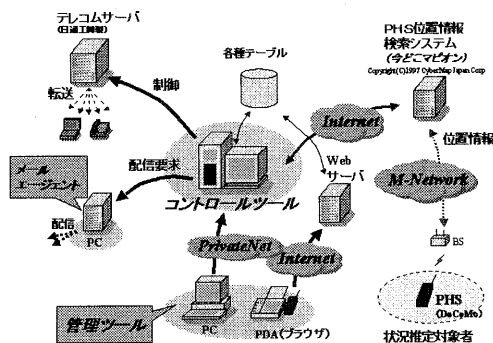 テレコムサーバ
(日通工㈱製)
転送
制御
各種テーブル
PHS位置情報
検索システム
(今どこマピオン)
Copyright(C)1997 CyberMap Japan Corp
Internet
位置情報
M-Network
BS
PHS
(DoCoMo)
状況推定対象者
配信要求
コントロールツール
Web
サーバ
メール
エージェント
配信
PC
PrivateNet
Internet
管理ツール
PC
PDA(ブラウザ)